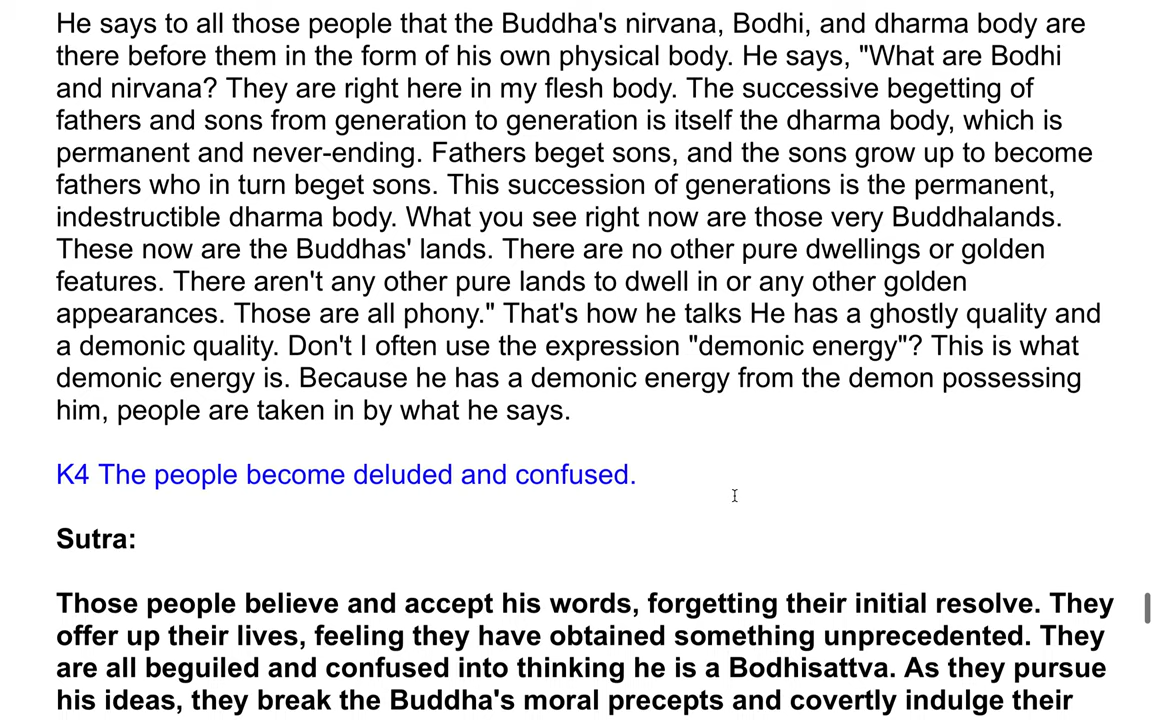 He says to all those people that the Buddha's nirvana, Bodhi, and dharma body are
there before them in the form of his own physical body. He says, "What are Bodhi
and nirvana? They are right here in my flesh body. The successive begetting of
fathers and sons from generation to generation is itself the dharma body, which is
permanent and never-ending. Fathers beget sons, and the sons grow up to become
fathers who in turn beget sons. This succession of generations is the permanent,
indestructible dharma body. What you see right now are those very Buddhalands.
These now are the Buddhas' lands. There are no other pure dwellings or golden
features. There aren't any other pure lands to dwell in or any other golden
appearances. Those are all phony." That's how he talks He has a ghostly quality and
a demonic quality. Don't I often use the expression "demonic energy"? This is what
demonic energy is. Because he has a demonic energy from the demon possessing
him, people are taken in by what he says.
K4 The people become deluded and confused.
Sutra:
Those people believe and accept his words, forgetting their initial resolve. They
offer up their lives, feeling they have obtained something unprecedented. They
are all beguiled and confused into thinking he is a Bodhisattva. As they pursue
his ideas, they break the Buddha's moral precepts and covertly indulge their